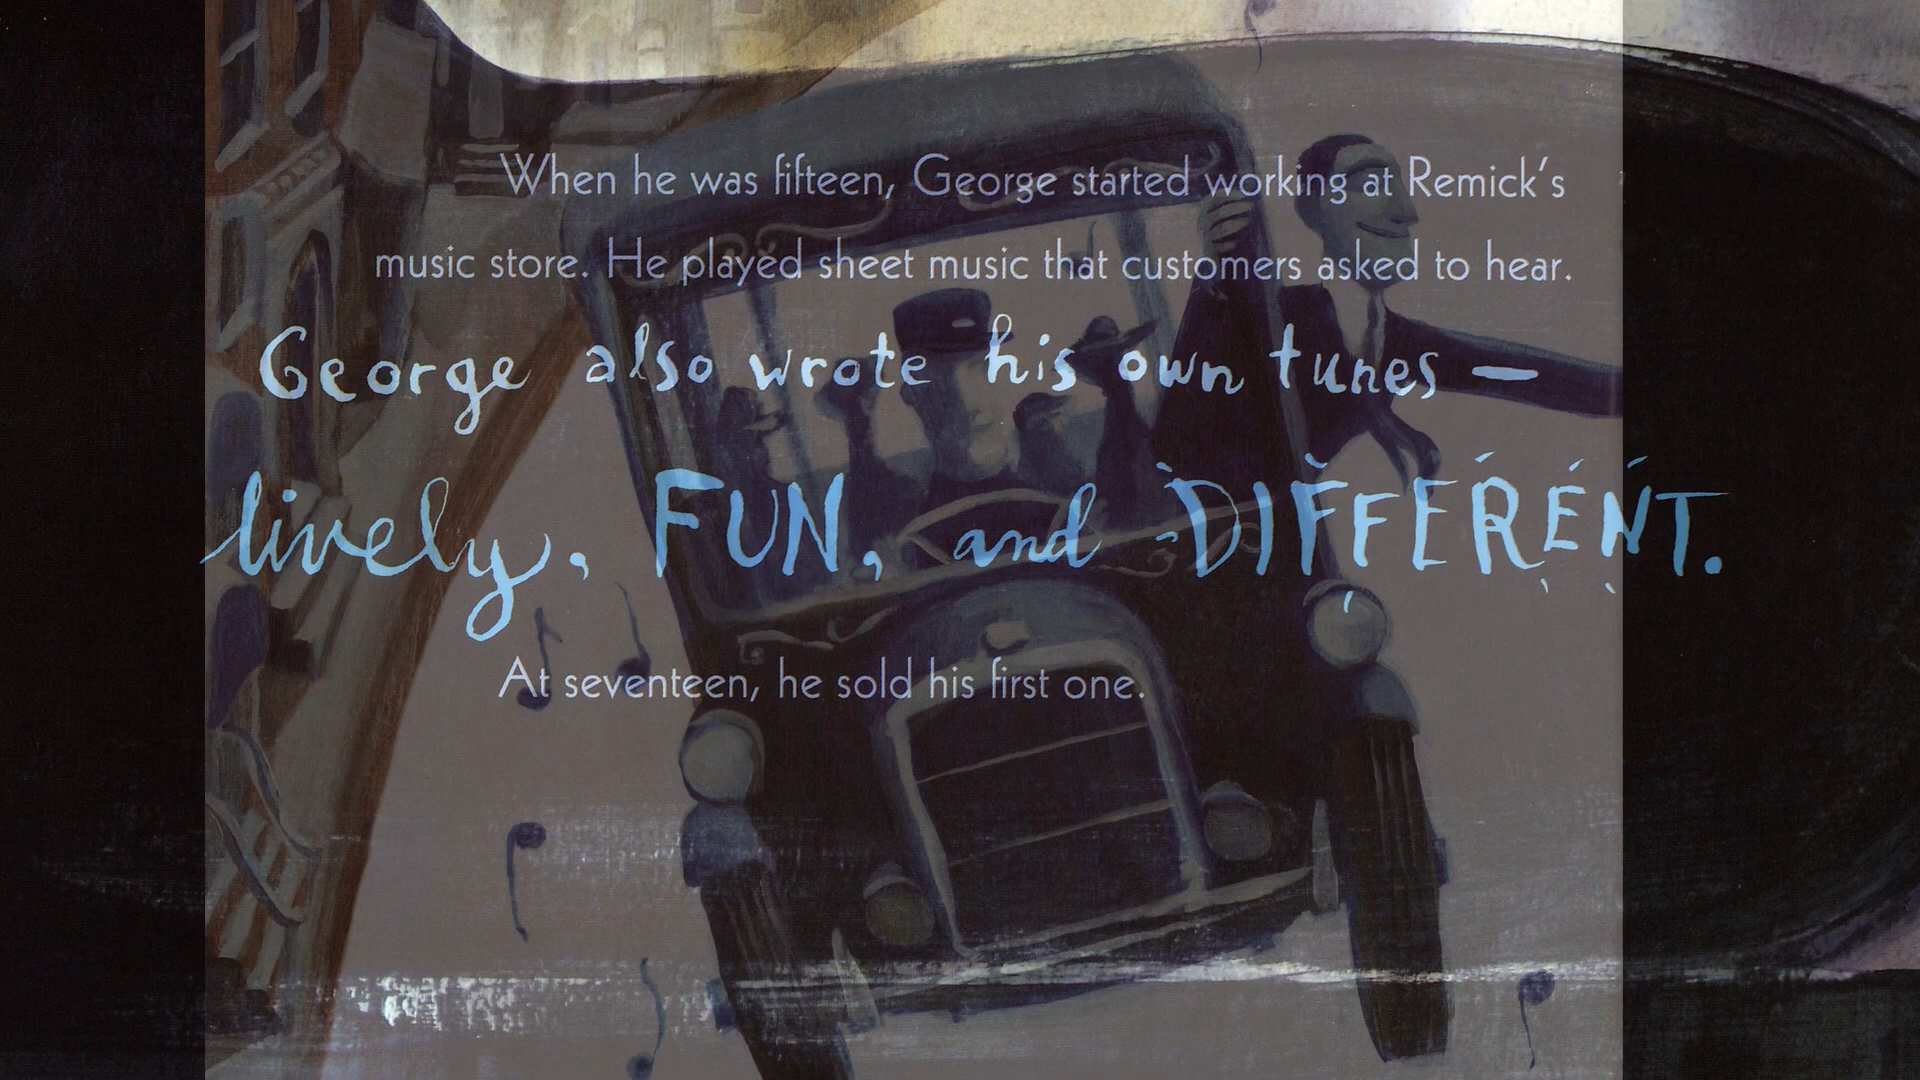 When he was fifteen, George started working at Remick's
music store. He played sheet music that customers asked to hear.
George also wrote his own tunes —
lively, FUN, and DIFFERENT.
At seventeen, he sold his first one.